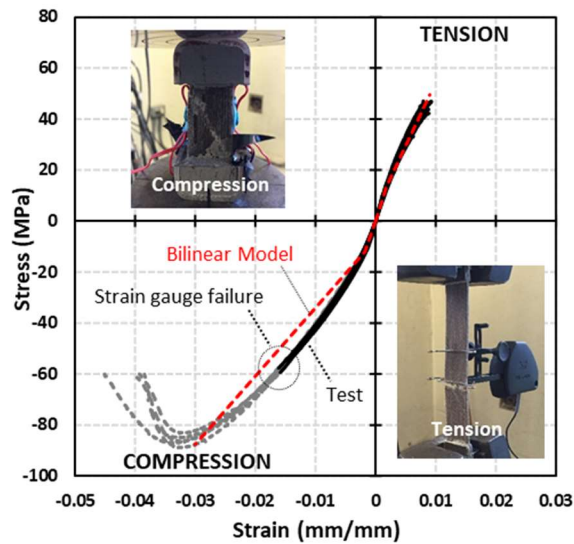 TENSION
80
60
40
20
0
-20
-40
-60
-80
-100
Stress (MPa)
Compression
Bilinear Model
Strain gauge failure
Test
Tension
COMPRESSION
-0.05 -0.04 -0.03 -0.02 -0.01 0 0.01 0.02 0.03
Strain (mm/mm)